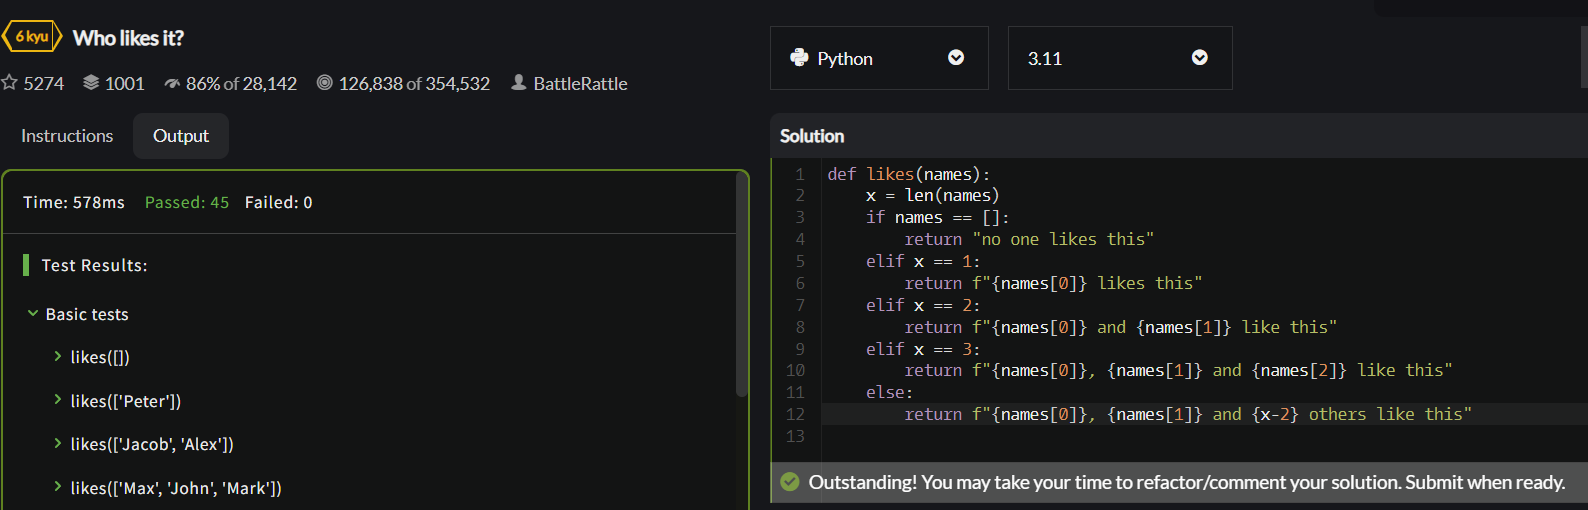 6 kyu Who likes it?
5274 1001 86% of 28,142 126,838 of 354,532 BattleRattle
Python 3.11
Instructions Output
Time: 578ms Passed: 45 Failed: 0
Test Results:
Basic tests
likes([])
likes(['Peter'])
likes(['Jacob', 'Alex'])
likes(['Max', 'John', 'Mark'])
Solution
1 def likes(names):
2     x = len(names)
3     if names == []:
4         return "no one likes this"
5     elif x == 1:
6         return f"{names[0]} likes this"
7     elif x == 2:
8         return f"{names[0]} and {names[1]} like this"
9     elif x == 3:
10         return f"{names[0]}, {names[1]} and {names[2]} like this"
11     else:
12         return f"{names[0]}, {names[1]} and {x-2} others like this"
13
Outstanding! You may take your time to refactor/comment your solution. Submit when ready.